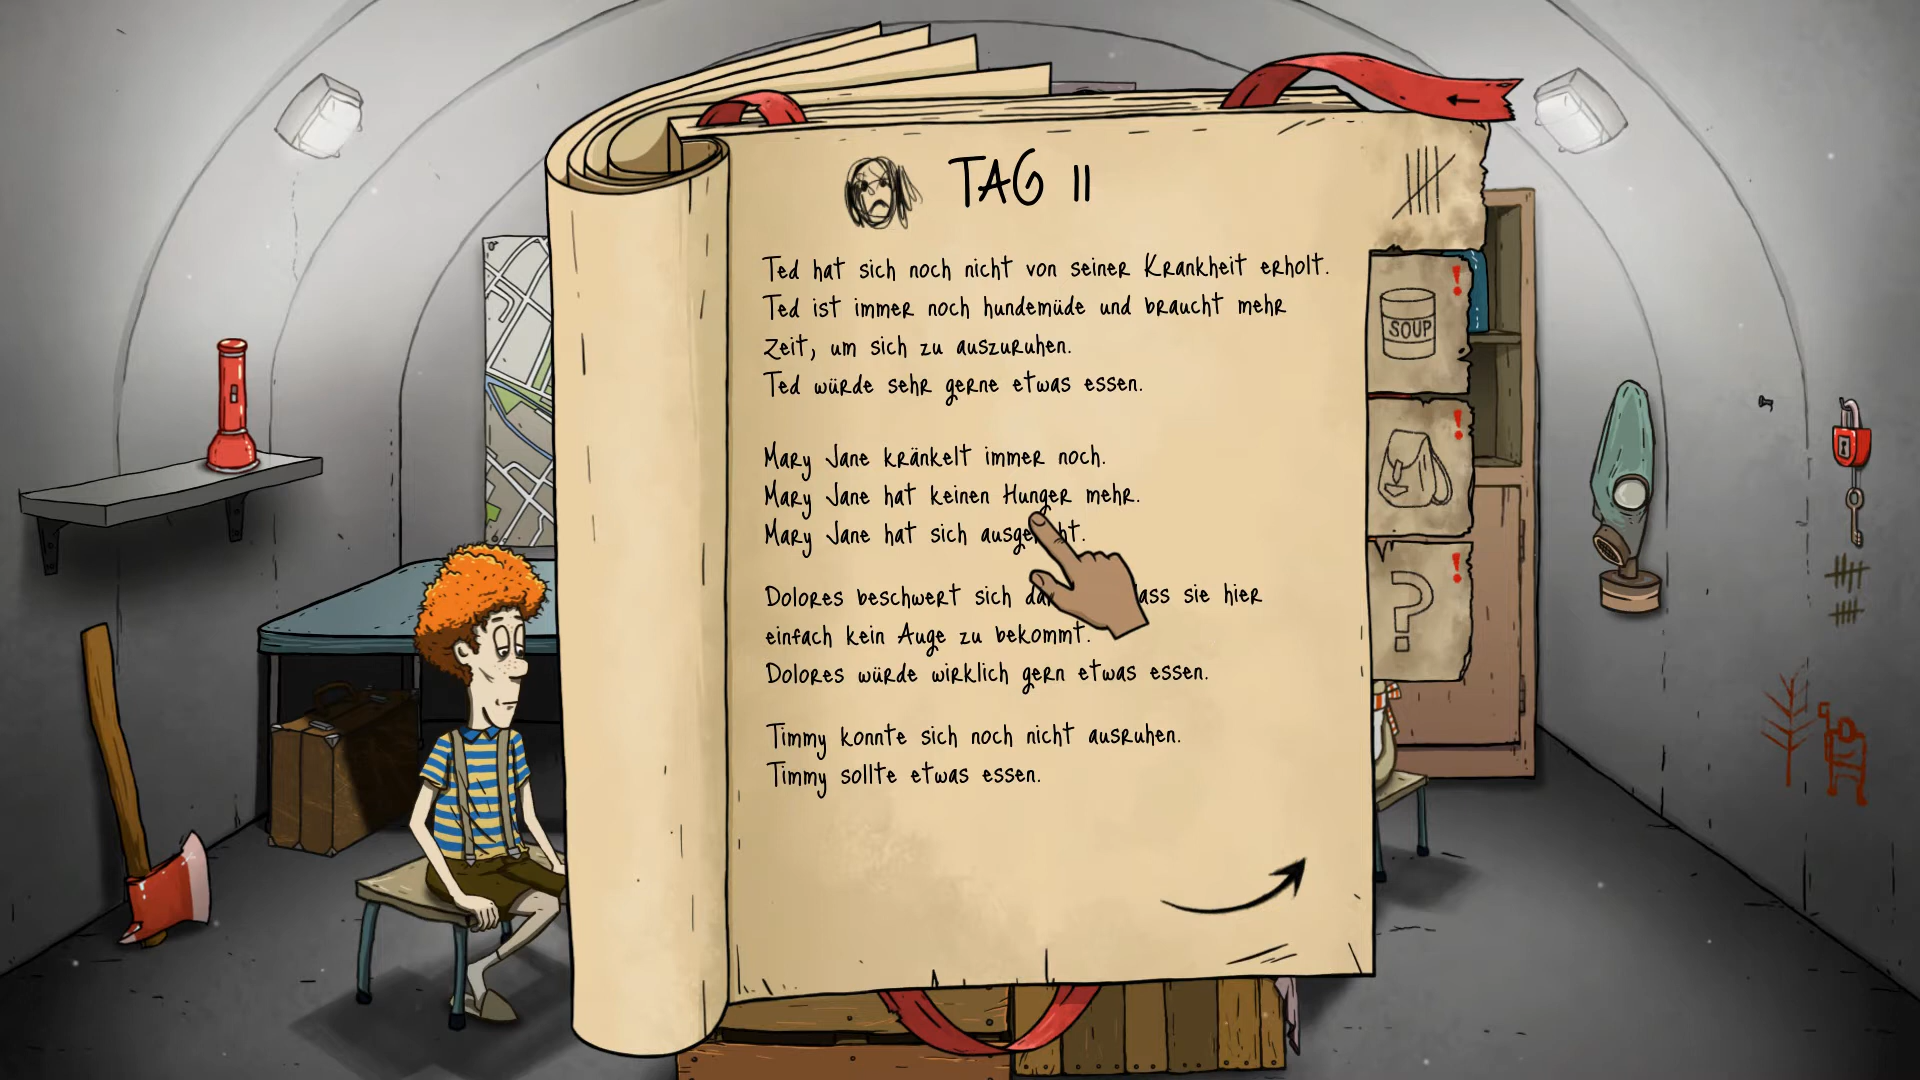 TAG 11
Ted hat sich noch nicht von seiner Krankheit erholt.
Ted ist immer noch hundemüde und braucht mehr
Zeit, um sich zu auszuruhen.
Ted würde sehr gerne etwas essen.
SOUP
Mary Jane kränkelt immer noch.
Mary Jane hat keinen Hunger mehr.
Mary Jane hat sich
Dolores beschwert sich sie hier
einfach kein Auge zu bekommt.
Dolores würde wirklich gern etwas essen.
Timmy konnte sich noch nicht ausruhen.
Timmy sollte etwas essen.